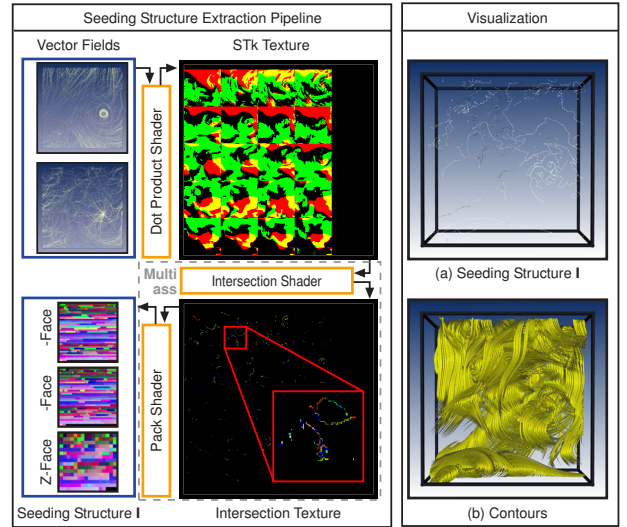 Seeding Structure Extraction Pipeline
Vector Fields
STk Texture
Dot Product Shader
Multi
ass
Intersection Shader
-Face
-Face
Z-Face
Pack Shader
Seeding Structure I
Intersection Texture
Visualization
(a) Seeding Structure I
(b) Contours